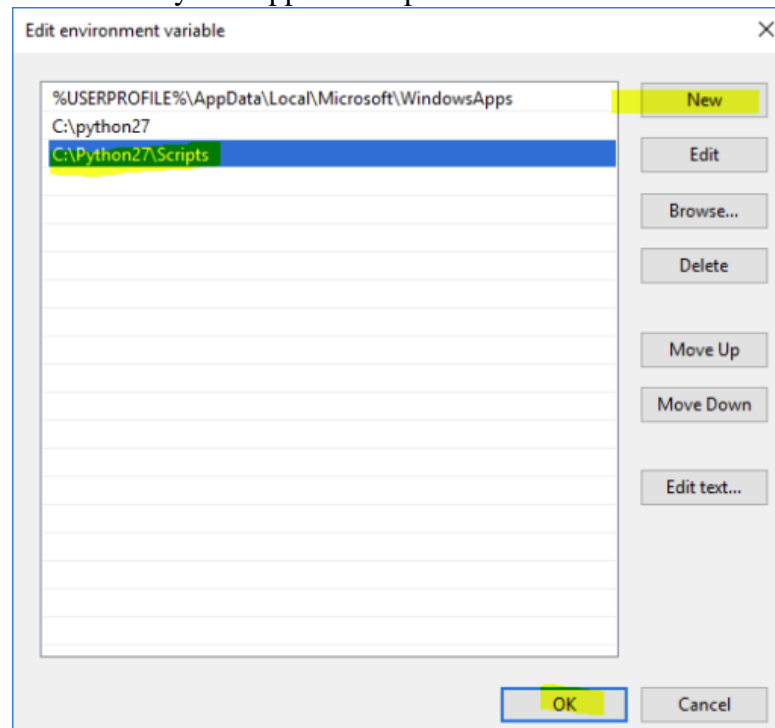 Edit environment variable
%USERPROFILE%\AppData\Local\Microsoft\WindowsApps
C:\python27
C:\Python27\Scripts
New
Edit
Browse...
Delete
Move Up
Move Down
Edit text...
OK
Cancel